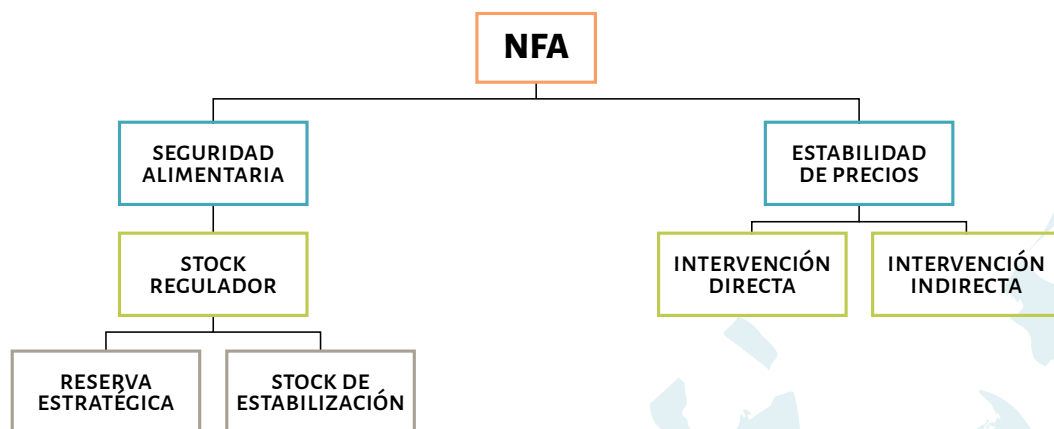 NFA
SEGURIDAD
ALIMENTARIA
ESTABILIDAD
DE PRECIOS
STOCK
REGULADOR
INTERVENCIÓN
DIRECTA
INTERVENCIÓN
INDIRECTA
RESERVA
ESTRATÉGICA
STOCK DE
ESTABILIZACIÓN